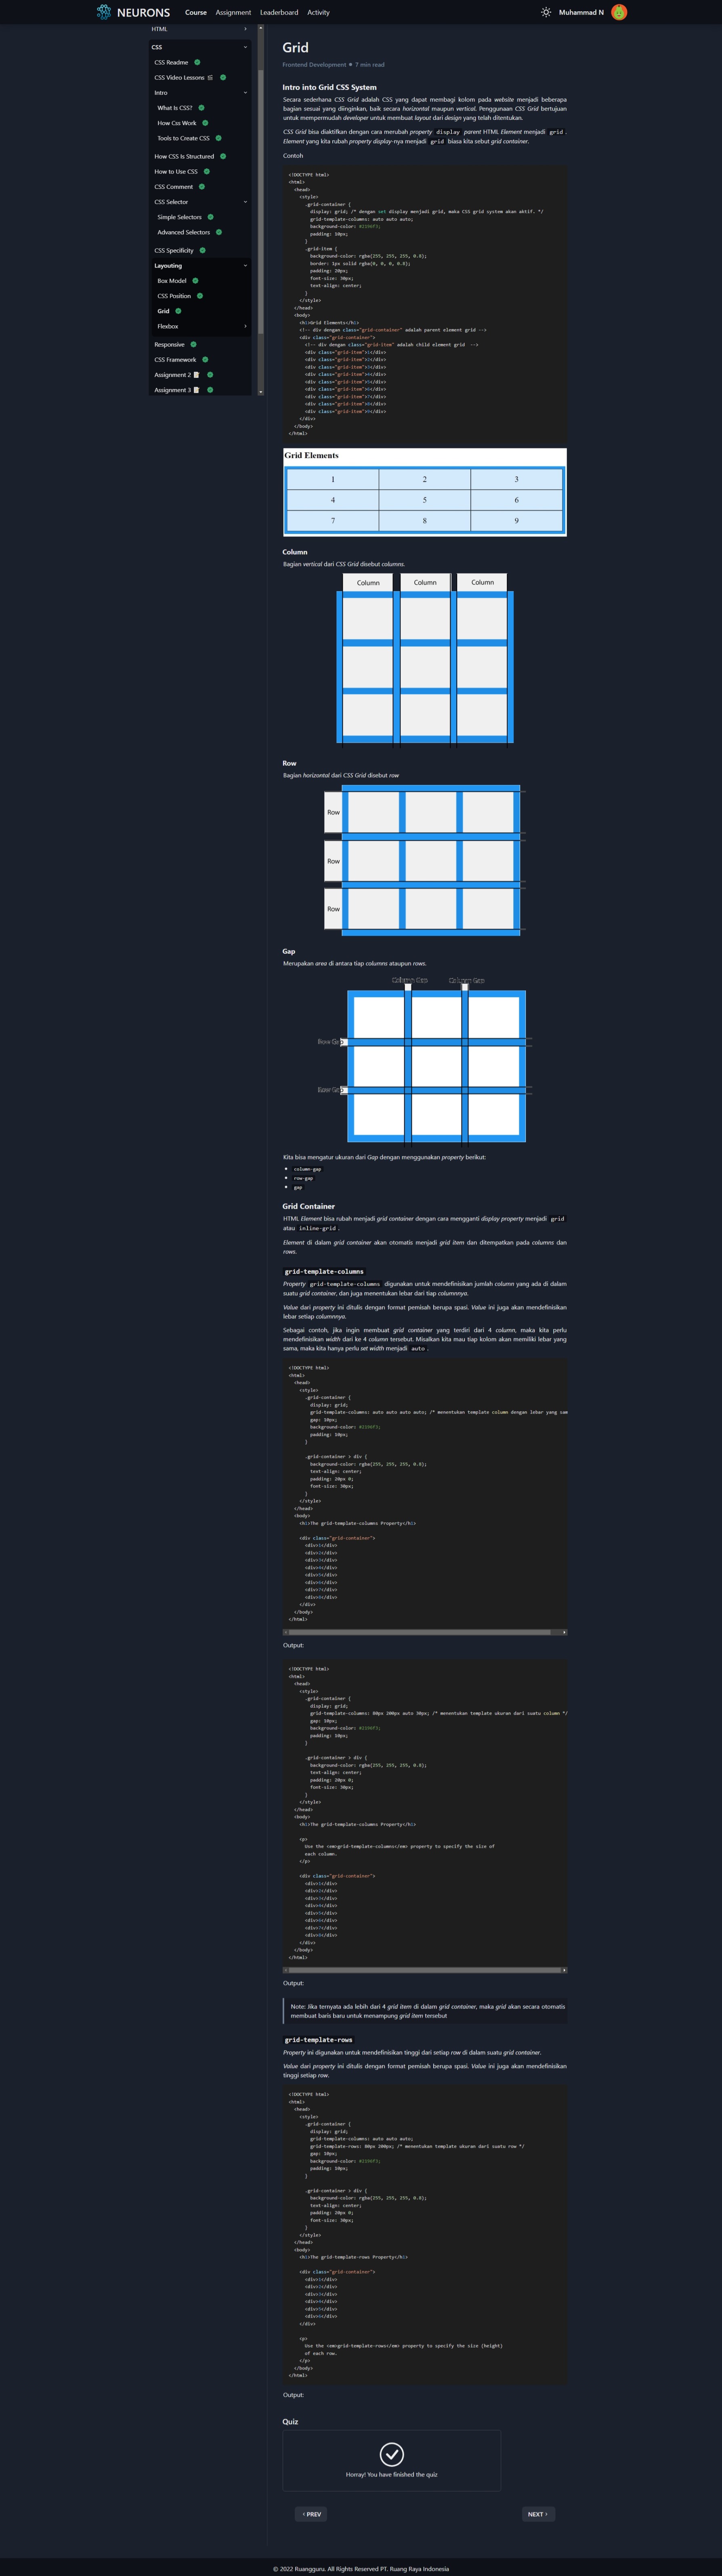 NEURONS
Course Assignment Leaderboard Activity
Muhammad N
HTML
CSS
CSS Readme
CSS Video Lessons
Intro
What Is CSS?
How Css Work
Tools to Create CSS
How CSS Is Structured
How to Use CSS
CSS Comment
CSS Selector
Simple Selectors
Advanced Selectors
CSS Specificity
Layouting
Box Model
CSS Position
Grid
Flexbox
Responsive
CSS Framework
Assignment 2
Assignment 3
Grid
Frontend Development • 7 min read
Intro into Grid CSS System
Secara sederhana CSS Grid adalah CSS yang dapat membagi kolom pada website menjadi beberapa
bagian sesuai yang diinginkan, baik secara horizontal maupun vertical. Penggunaan CSS Grid bertujuan
untuk mempermudah developer untuk membuat layout dari design yang telah ditentukan.
CSS Grid bisa diaktifkan dengan cara merubah property display parent HTML Element menjadi grid .
Element yang kita rubah property display-nya menjadi grid biasa kita sebut grid container.
Contoh
<!DOCTYPE html>
<html>
<head>
<style>
.grid-container {
display: grid; /* dengan set display menjadi grid, maka CSS grid system akan aktif. */
grid-template-columns: auto auto auto;
background-color: #2196f3;
padding: 10px;
}
.grid-item {
background-color: rgba(255, 255, 255, 0.8);
border: 1px solid rgba(0, 0, 0, 0.8);
padding: 20px;
font-size: 30px;
text-align: center;
}
</style>
</head>
<body>
<h1>Grid Elements</h1>
<!-- div dengan class="grid-container" adalah parent element grid -->
<div class="grid-container">
<!-- div dengan class="grid-item" adalah child element grid -->
<div class="grid-item">1</div>
<div class="grid-item">2</div>
<div class="grid-item">3</div>
<div class="grid-item">4</div>
<div class="grid-item">5</div>
<div class="grid-item">6</div>
<div class="grid-item">7</div>
<div class="grid-item">8</div>
<div class="grid-item">9</div>
</div>
</body>
</html>
Grid Elements
1 2 3
4 5 6
7 8 9
Column
Bagian vertical dari CSS Grid disebut columns.
Column Column Column
Row
Bagian horizontal dari CSS Grid disebut row
Row
Row
Row
Gap
Merupakan area di antara tiap columns ataupun rows.
Column Gap Column Gap
Row Gap
Row Gap
Kita bisa mengatur ukuran dari Gap dengan menggunakan property berikut:
• column-gap
• row-gap
• gap
Grid Container
HTML Element bisa rubah menjadi grid container dengan cara mengganti display property menjadi grid
atau inline-grid .
Element di dalam grid container akan otomatis menjadi grid item dan ditempatkan pada columns dan
rows.
grid-template-columns
Property grid-template-columns digunakan untuk mendefinisikan jumlah column yang ada di dalam
suatu grid container, dan juga menentukan lebar dari tiap columnnya.
Value dari property ini ditulis dengan format pemisah berupa spasi. Value ini juga akan mendefinisikan
lebar setiap columnnya.
Sebagai contoh, jika ingin membuat grid container yang terdiri dari 4 column, maka kita perlu
mendefinisikan width dari ke 4 column tersebut. Misalkan kita mau tiap kolom akan memiliki lebar yang
sama, maka kita hanya perlu set width menjadi auto .
<!DOCTYPE html>
<html>
<head>
<style>
.grid-container {
display: grid;
grid-template-columns: auto auto auto auto; /* menentukan template column dengan lebar yang sam
gap: 10px;
background-color: #2196f3;
padding: 10px;
}
.grid-container > div {
background-color: rgba(255, 255, 255, 0.8);
text-align: center;
padding: 20px 0;
font-size: 30px;
}
</style>
</head>
<body>
<h1>The grid-template-columns Property</h1>
<div class="grid-container">
<div>1</div>
<div>2</div>
<div>3</div>
<div>4</div>
<div>5</div>
<div>6</div>
<div>7</div>
<div>8</div>
</div>
</body>
</html>
Output:
<!DOCTYPE html>
<html>
<head>
<style>
.grid-container {
display: grid;
grid-template-columns: 80px 200px auto 30px; /* menentukan template ukuran dari suatu column */
gap: 10px;
background-color: #2196f3;
padding: 10px;
}
.grid-container > div {
background-color: rgba(255, 255, 255, 0.8);
text-align: center;
padding: 20px 0;
font-size: 30px;
}
</style>
</head>
<body>
<h1>The grid-template-columns Property</h1>
<p>
Use the <em>grid-template-columns</em> property to specify the size of
each column.
</p>
<div class="grid-container">
<div>1</div>
<div>2</div>
<div>3</div>
<div>4</div>
<div>5</div>
<div>6</div>
<div>7</div>
<div>8</div>
</div>
</body>
</html>
Output:
Note: Jika ternyata ada lebih dari 4 grid item di dalam grid container, maka grid akan secara otomatis
membuat baris baru untuk menampung grid item tersebut
grid-template-rows
Property ini digunakan untuk mendefinisikan tinggi dari setiap row di dalam suatu grid container.
Value dari property ini ditulis dengan format pemisah berupa spasi. Value ini juga akan mendefinisikan
tinggi setiap row.
<!DOCTYPE html>
<html>
<head>
<style>
.grid-container {
display: grid;
grid-template-columns: auto auto auto;
grid-template-rows: 80px 200px; /* menentukan template ukuran dari suatu row */
gap: 10px;
background-color: #2196f3;
padding: 10px;
}
.grid-container > div {
background-color: rgba(255, 255, 255, 0.8);
text-align: center;
padding: 20px 0;
font-size: 30px;
}
</style>
</head>
<body>
<h1>The grid-template-rows Property</h1>
<div class="grid-container">
<div>1</div>
<div>2</div>
<div>3</div>
<div>4</div>
<div>5</div>
<div>6</div>
</div>
<p>
Use the <em>grid-template-rows</em> property to specify the size (height)
of each row.
</p>
</body>
</html>
Output:
Quiz
Horray! You have finished the quiz
‹ PREV
NEXT ›
© 2022 Ruangguru. All Rights Reserved PT. Ruang Raya Indonesia